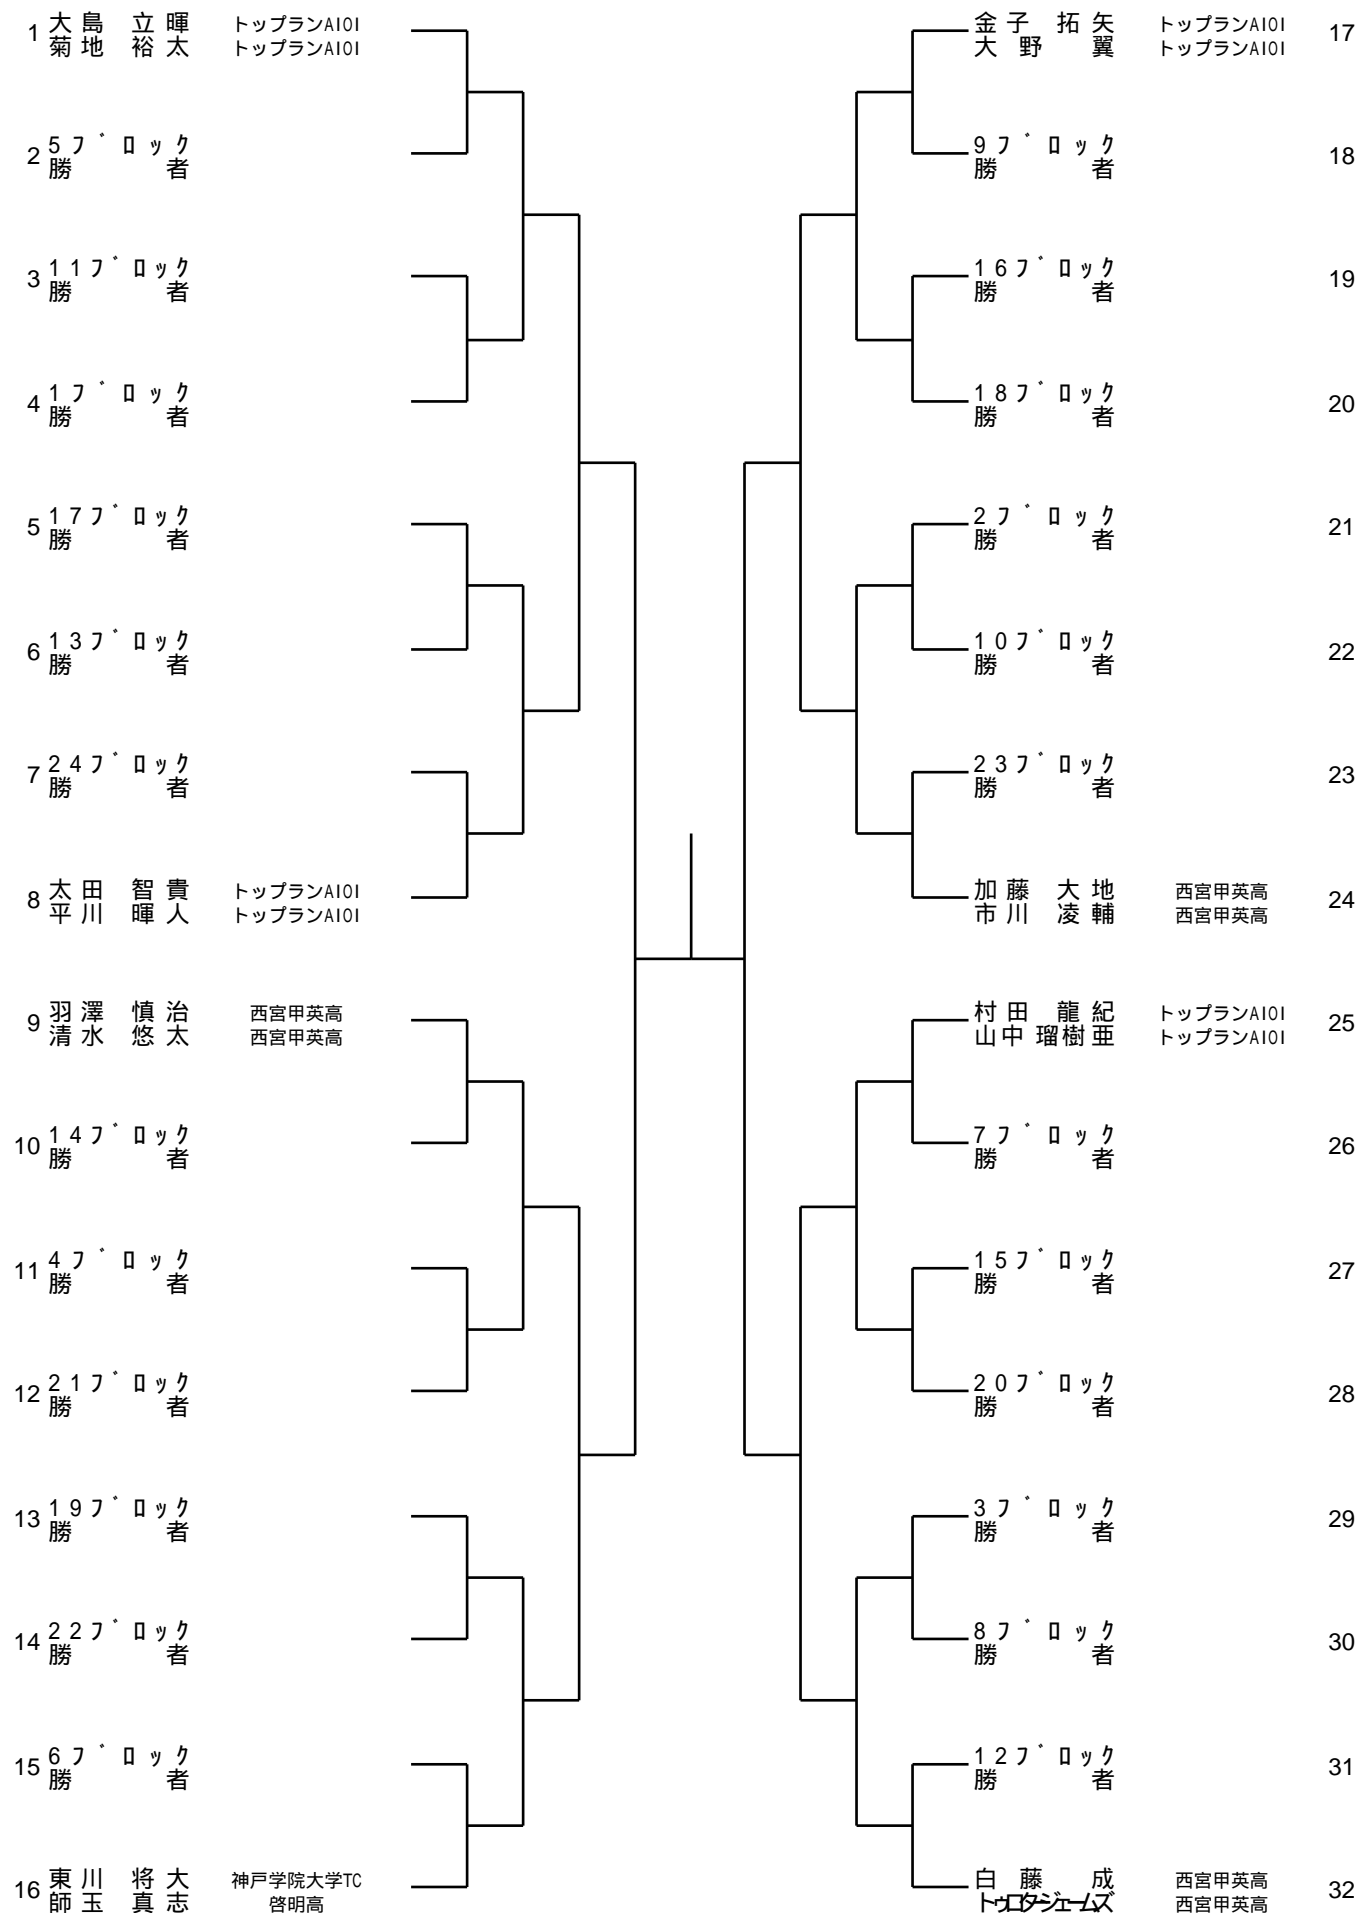 1 大島 立暉 トップランAIOI
菊地 裕太 トップランAIOI
2 5ブロック
勝者
3 11ブロック
勝者
4 1ブロック
勝者
5 17ブロック
勝者
6 13ブロック
勝者
7 24ブロック
勝者
8 太田 智貴 トップランAIOI
平川 暉人 トップランAIOI
9 羽澤 慎治 西宮甲英高
清水 悠太 西宮甲英高
10 14ブロック
勝者
11 4ブロック
勝者
12 21ブロック
勝者
13 19ブロック
勝者
14 22ブロック
勝者
15 6ブロック
勝者
16 東川 将大 神戸学院大学TC
師玉 真志 啓明高
金子 拓矢 トップランAIOI 17
大野 翼 トップランAIOI
9ブロック 18
勝者
16ブロック 19
勝者
18ブロック 20
勝者
2ブロック 21
勝者
10ブロック 22
勝者
23ブロック 23
勝者
加藤 大地 西宮甲英高 24
市川 凌輔 西宮甲英高
村田 龍紀 トップランAIOI 25
山中 瑠樹亜 トップランAIOI
7ブロック 26
勝者
15ブロック 27
勝者
20ブロック 28
勝者
3ブロック 29
勝者
8ブロック 30
勝者
12ブロック 31
勝者
白藤 成 西宮甲英高 32
トゥロタージェームズ 西宮甲英高